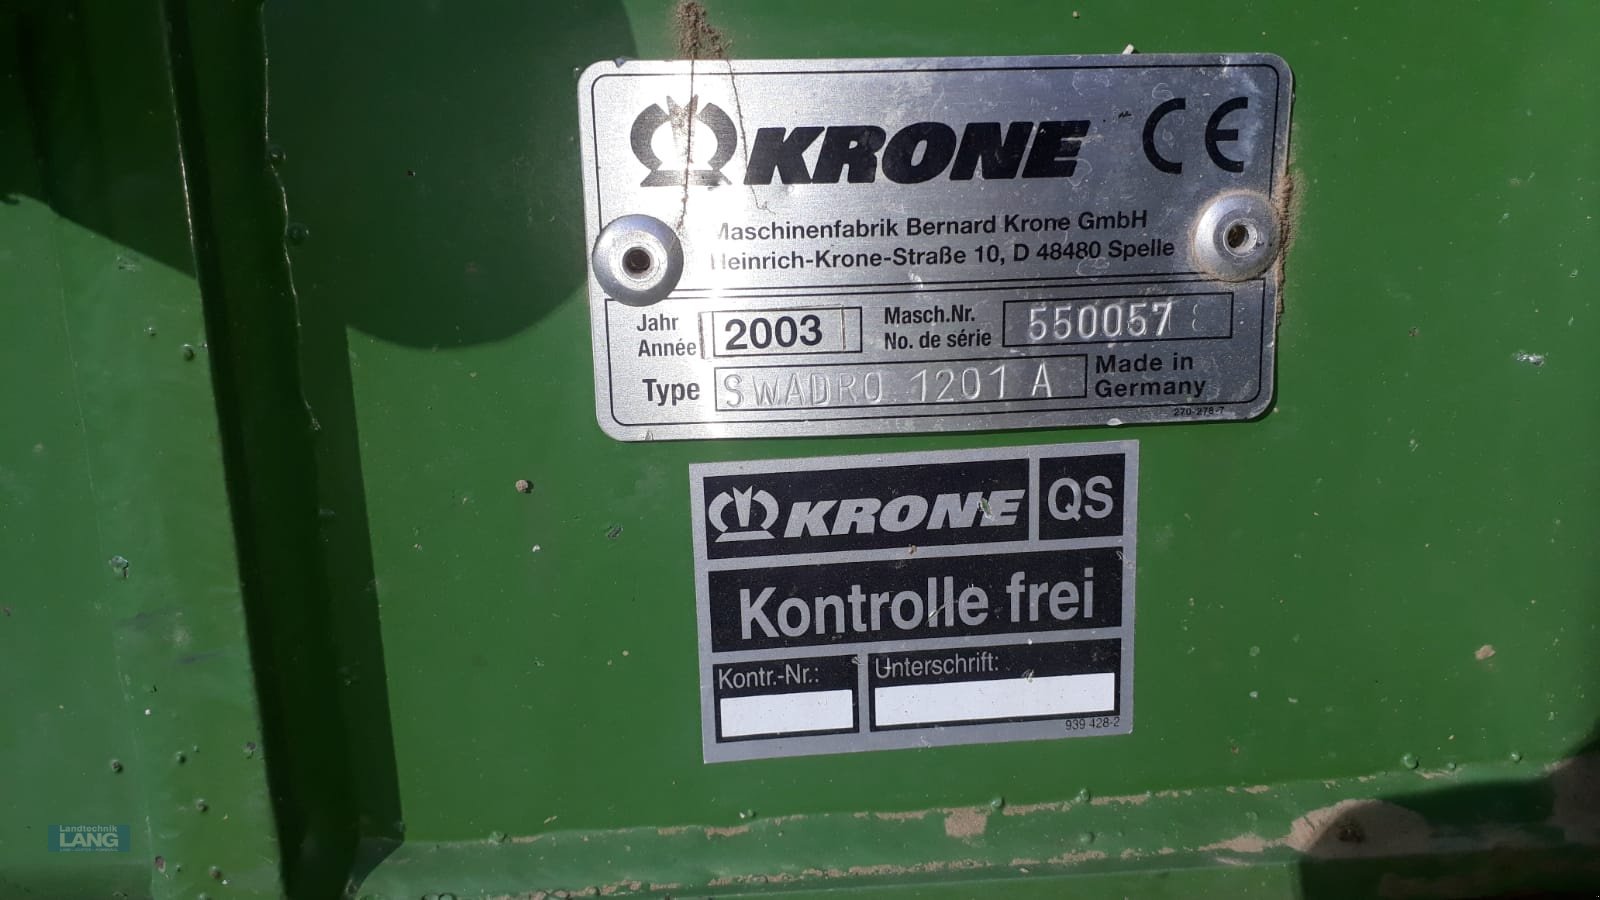 KRONE CE
Maschinenfabrik Bernard Krone GmbH
Heinrich-Krone-Straße 10, D 48480 Spelle
Jahr
Année
2003
Masch.Nr.
No. de série
550057
Type
SWADRO 1201 A
Made in
Germany
270-278-7
KRONE
QS
Kontrolle frei
Kontr.-Nr.:
Unterschrift:
939 428-2
Landtechnik
LANG